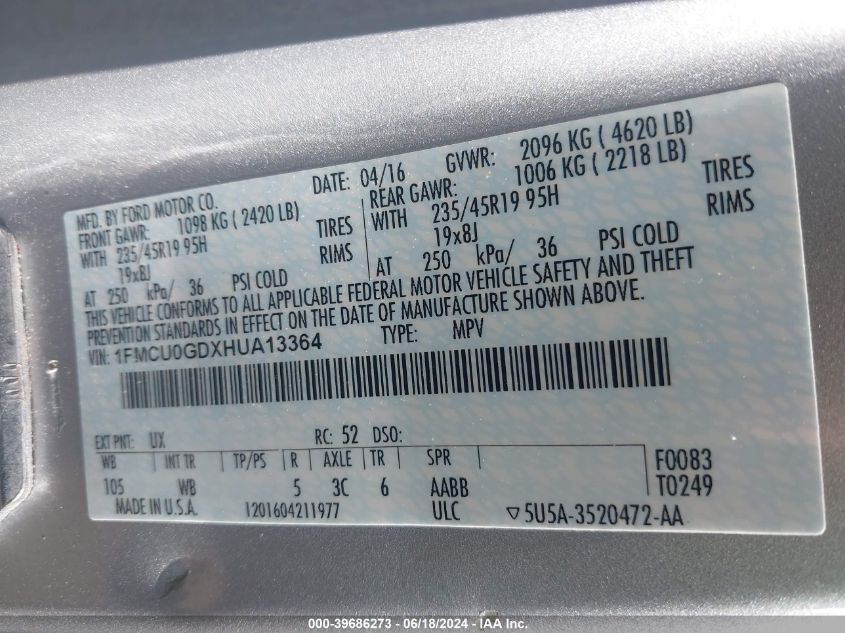 MFD. BY FORD MOTOR CO. DATE: 04/16 GVWR: 2096 KG ( 4620 LB)
FRONT GAWR: 1098 KG ( 2420 LB) REAR GAWR: 1006 KG ( 2218 LB)
WITH 235/45R19 95H TIRES WITH 235/45R19 95H TIRES
19x8J RIMS 19x8J RIMS
AT 250 kPa/ 36 PSI COLD AT 250 kPa/ 36 PSI COLD
THIS VEHICLE CONFORMS TO ALL APPLICABLE FEDERAL MOTOR VEHICLE SAFETY AND THEFT
PREVENTION STANDARDS IN EFFECT ON THE DATE OF MANUFACTURE SHOWN ABOVE.
VIN: 1FMCU0GDXHUA13364 TYPE: MPV
EXT PNT: UX RC: 52 DSO:
WB INT TR TP/PS R AXLE TR SPR F0083
105 WB 5 3C 6 AABB T0249
MADE IN U.S.A. 1201604211977 ULC ▽5U5A-3520472-AA
000-39686273 - 06/18/2024 - IAA Inc.